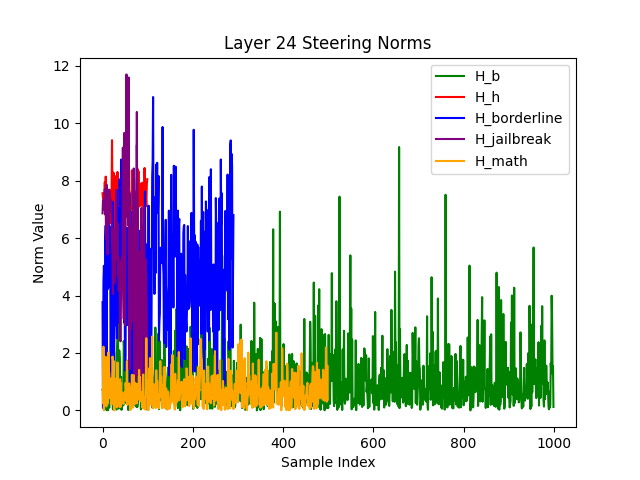 Layer 24 Steering Norms
H_b
H_h
H_borderline
H_jailbreak
H_math
Norm Value
12
10
8
6
4
2
0
0 200 400 600 800 1000
Sample Index